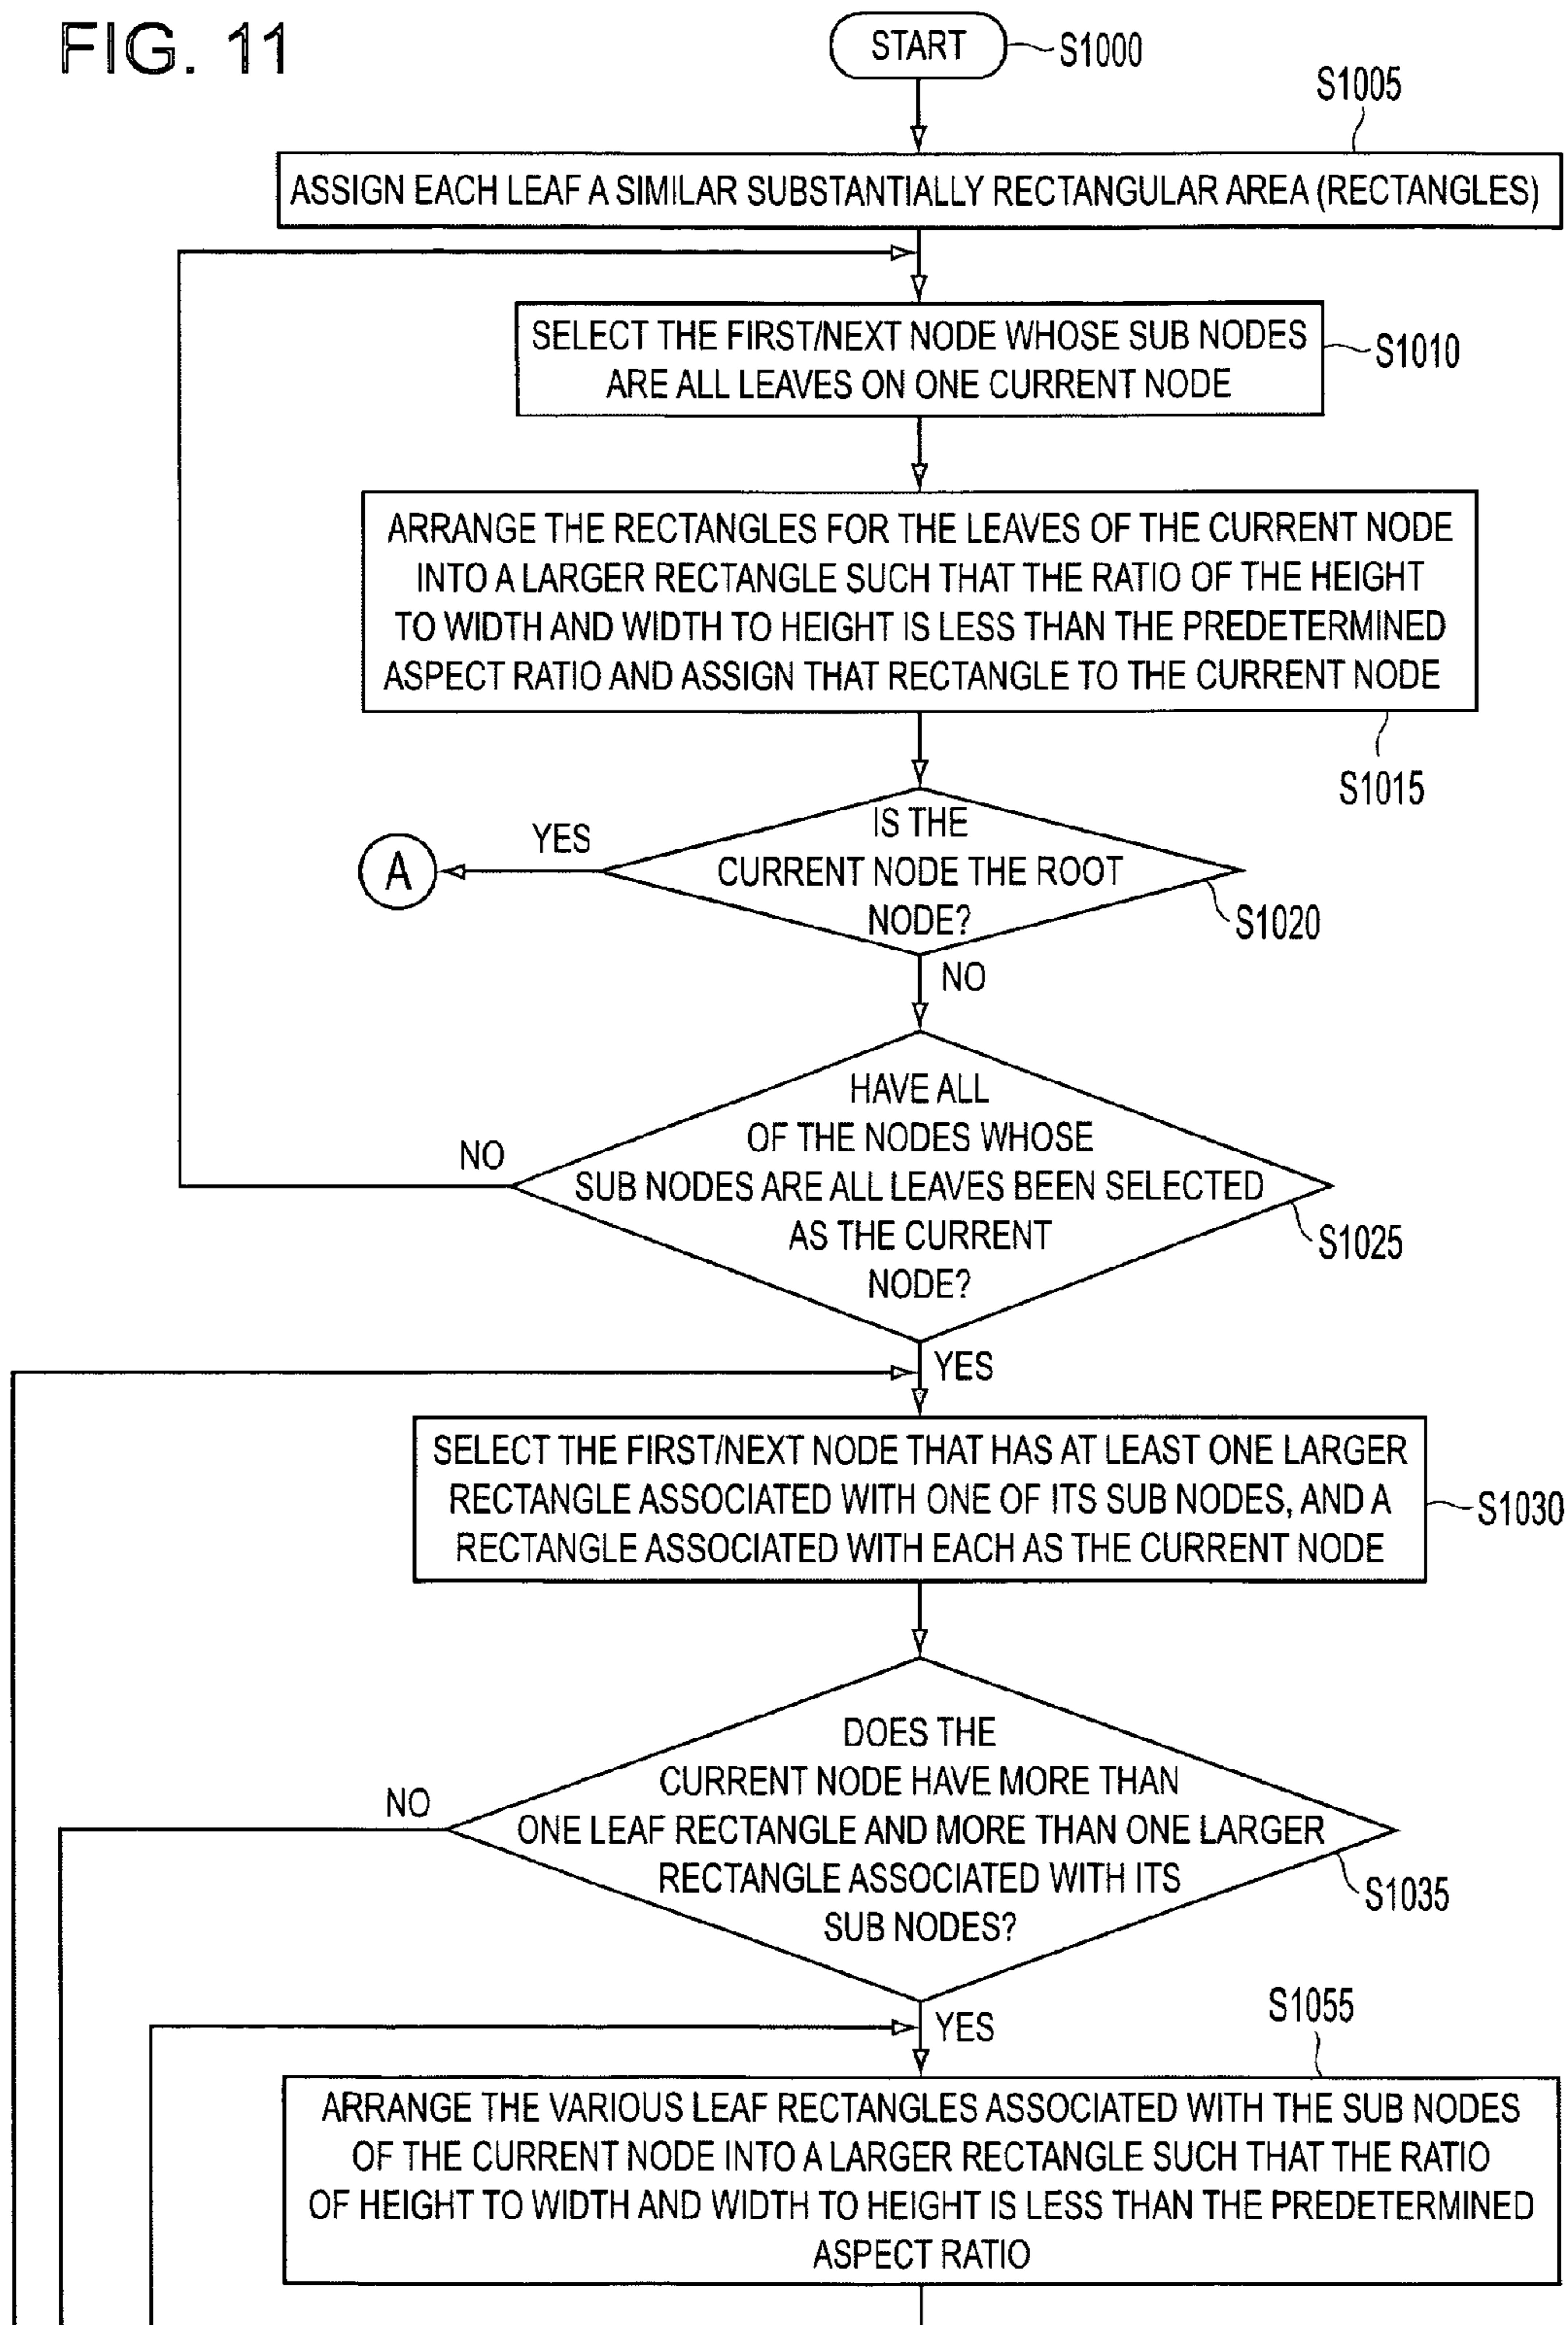 FIG. 11
START
S1000
S1005
ASSIGN EACH LEAF A SIMILAR SUBSTANTIALLY RECTANGULAR AREA (RECTANGLES)
SELECT THE FIRST/NEXT NODE WHOSE SUB NODES
ARE ALL LEAVES ON ONE CURRENT NODE
S1010
ARRANGE THE RECTANGLES FOR THE LEAVES OF THE CURRENT NODE
INTO A LARGER RECTANGLE SUCH THAT THE RATIO OF THE HEIGHT
TO WIDTH AND WIDTH TO HEIGHT IS LESS THAN THE PREDETERMINED
ASPECT RATIO AND ASSIGN THAT RECTANGLE TO THE CURRENT NODE
S1015
A
YES
IS THE
CURRENT NODE THE ROOT
NODE?
S1020
NO
HAVE ALL
OF THE NODES WHOSE
SUB NODES ARE ALL LEAVES BEEN SELECTED
AS THE CURRENT
NODE?
NO
S1025
YES
SELECT THE FIRST/NEXT NODE THAT HAS AT LEAST ONE LARGER
RECTANGLE ASSOCIATED WITH ONE OF ITS SUB NODES, AND A
RECTANGLE ASSOCIATED WITH EACH AS THE CURRENT NODE
S1030
DOES THE
CURRENT NODE HAVE MORE THAN
ONE LEAF RECTANGLE AND MORE THAN ONE LARGER
RECTANGLE ASSOCIATED WITH ITS
SUB NODES?
NO
S1035
YES
S1055
ARRANGE THE VARIOUS LEAF RECTANGLES ASSOCIATED WITH THE SUB NODES
OF THE CURRENT NODE INTO A LARGER RECTANGLE SUCH THAT THE RATIO
OF HEIGHT TO WIDTH AND WIDTH TO HEIGHT IS LESS THAN THE PREDETERMINED
ASPECT RATIO